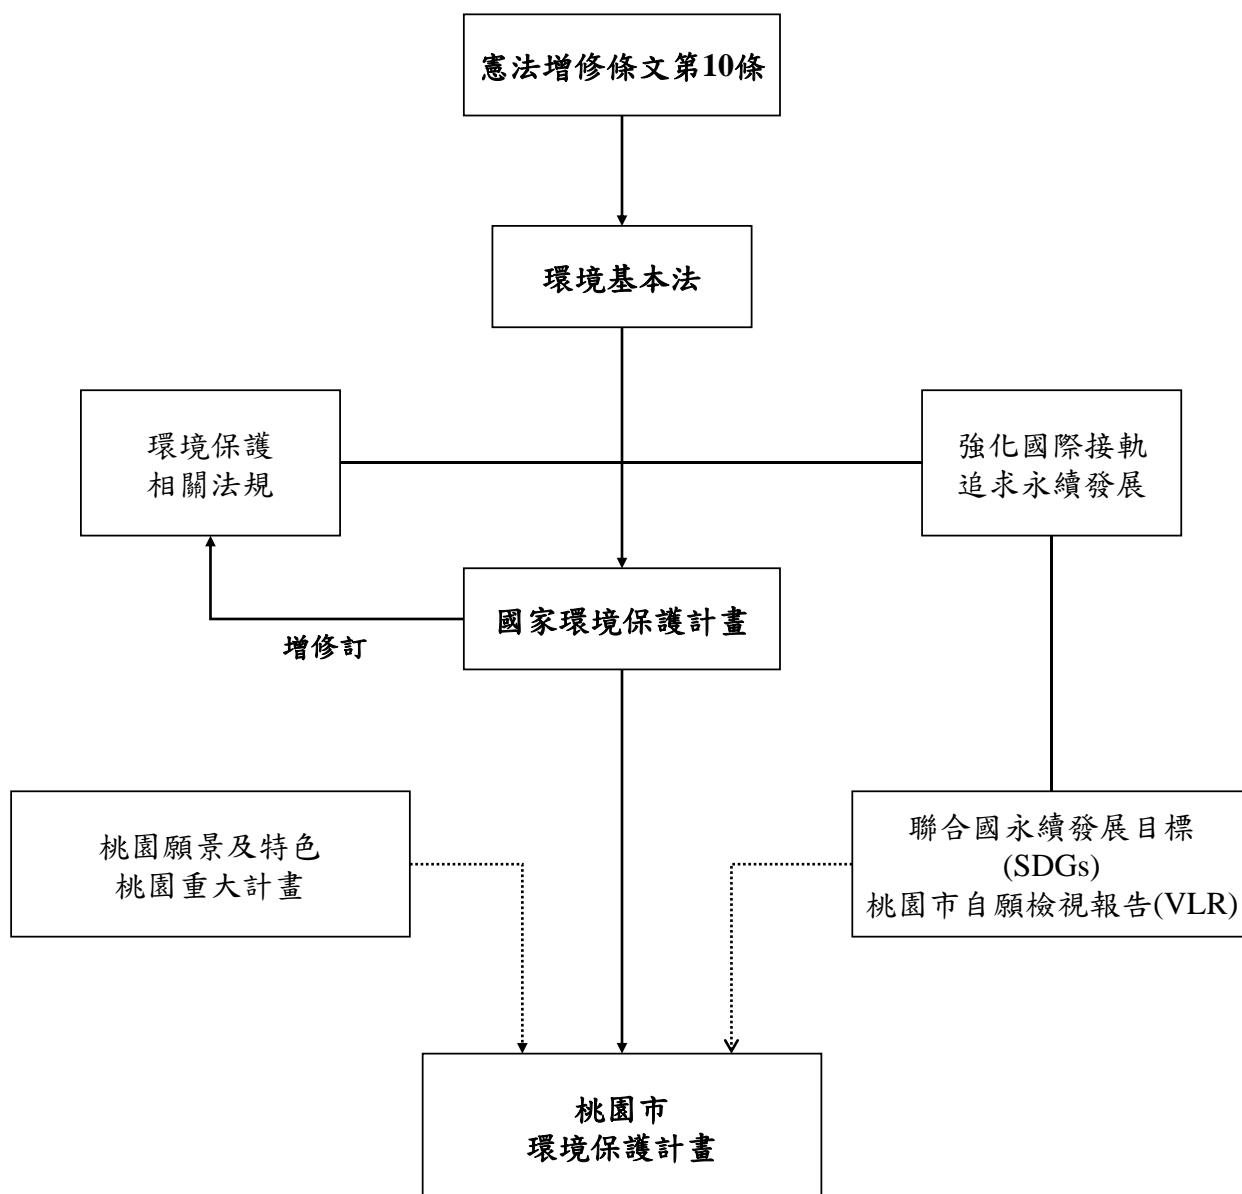 憲法增修條文第10條
環境基本法
環境保護
相關法規
強化國際接軌
追求永續發展
國家環境保護計畫
增修訂
桃園願景及特色
桃園重大計畫
聯合國永續發展目標
(SDGs)
桃園市自願檢視報告(VLR)
桃園市
環境保護計畫